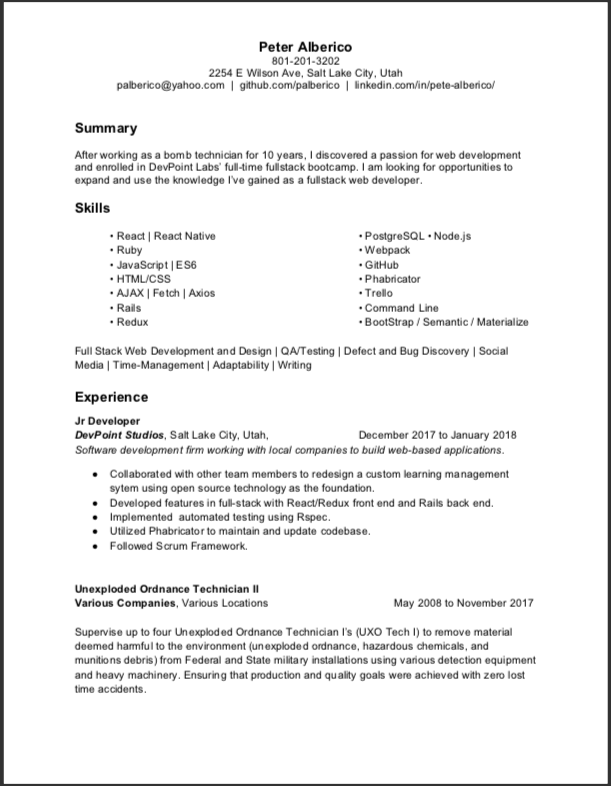 Peter Alberico
801-201-3202
2254 E Wilson Ave, Salt Lake City, Utah
palberico@yahoo.com | github.com/palberico | linkedin.com/in/pete-alberico/
Summary
After working as a bomb technician for 10 years, I discovered a passion for web development
and enrolled in DevPoint Labs' full-time fullstack bootcamp. I am looking for opportunities to
expand and use the knowledge I've gained as a fullstack web developer.
Skills
• React | React Native
• Ruby
• JavaScript | ES6
• HTML/CSS
• AJAX | Fetch | Axios
• Rails
• Redux
• PostgreSQL • Node.js
• Webpack
• GitHub
• Phabricator
• Trello
• Command Line
• BootStrap / Semantic / Materialize
Full Stack Web Development and Design | QA/Testing | Defect and Bug Discovery | Social
Media | Time-Management | Adaptability | Writing
Experience
Jr Developer
DevPoint Studios, Salt Lake City, Utah, December 2017 to January 2018
Software development firm working with local companies to build web-based applications.
● Collaborated with other team members to redesign a custom learning management
sytem using open source technology as the foundation.
● Developed features in full-stack with React/Redux front end and Rails back end.
● Implemented automated testing using Rspec.
● Utilized Phabricator to maintain and update codebase.
● Followed Scrum Framework.
Unexploded Ordnance Technician II
Various Companies, Various Locations May 2008 to November 2017
Supervise up to four Unexploded Ordnance Technician I's (UXO Tech I) to remove material
deemed harmful to the environment (unexploded ordnance, hazardous chemicals, and
munitions debris) from Federal and State military installations using various detection equipment
and heavy machinery. Ensuring that production and quality goals were achieved with zero lost
time accidents.